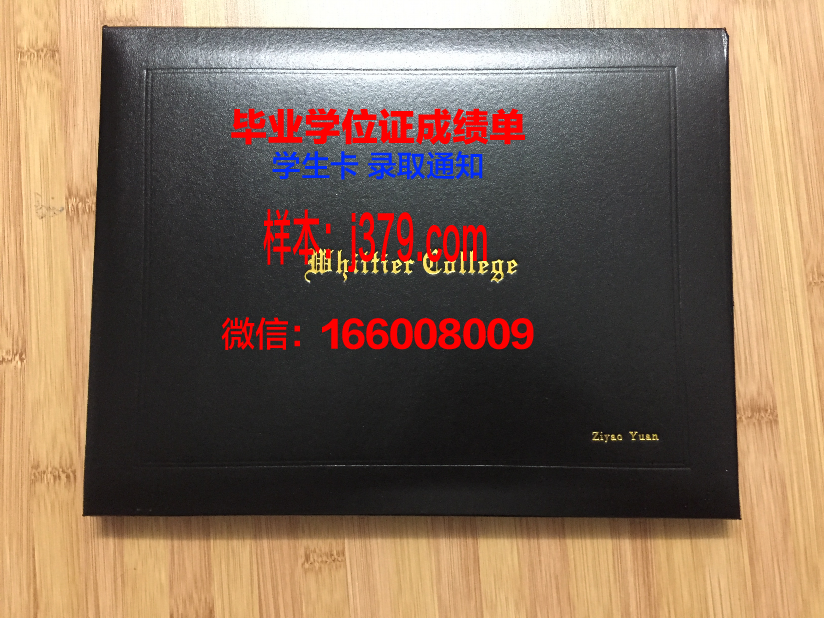 毕业学位证成绩单
学生卡 录取通知
样本：j379.com
Whittier College
微信：166008009
Ziyao Yuan